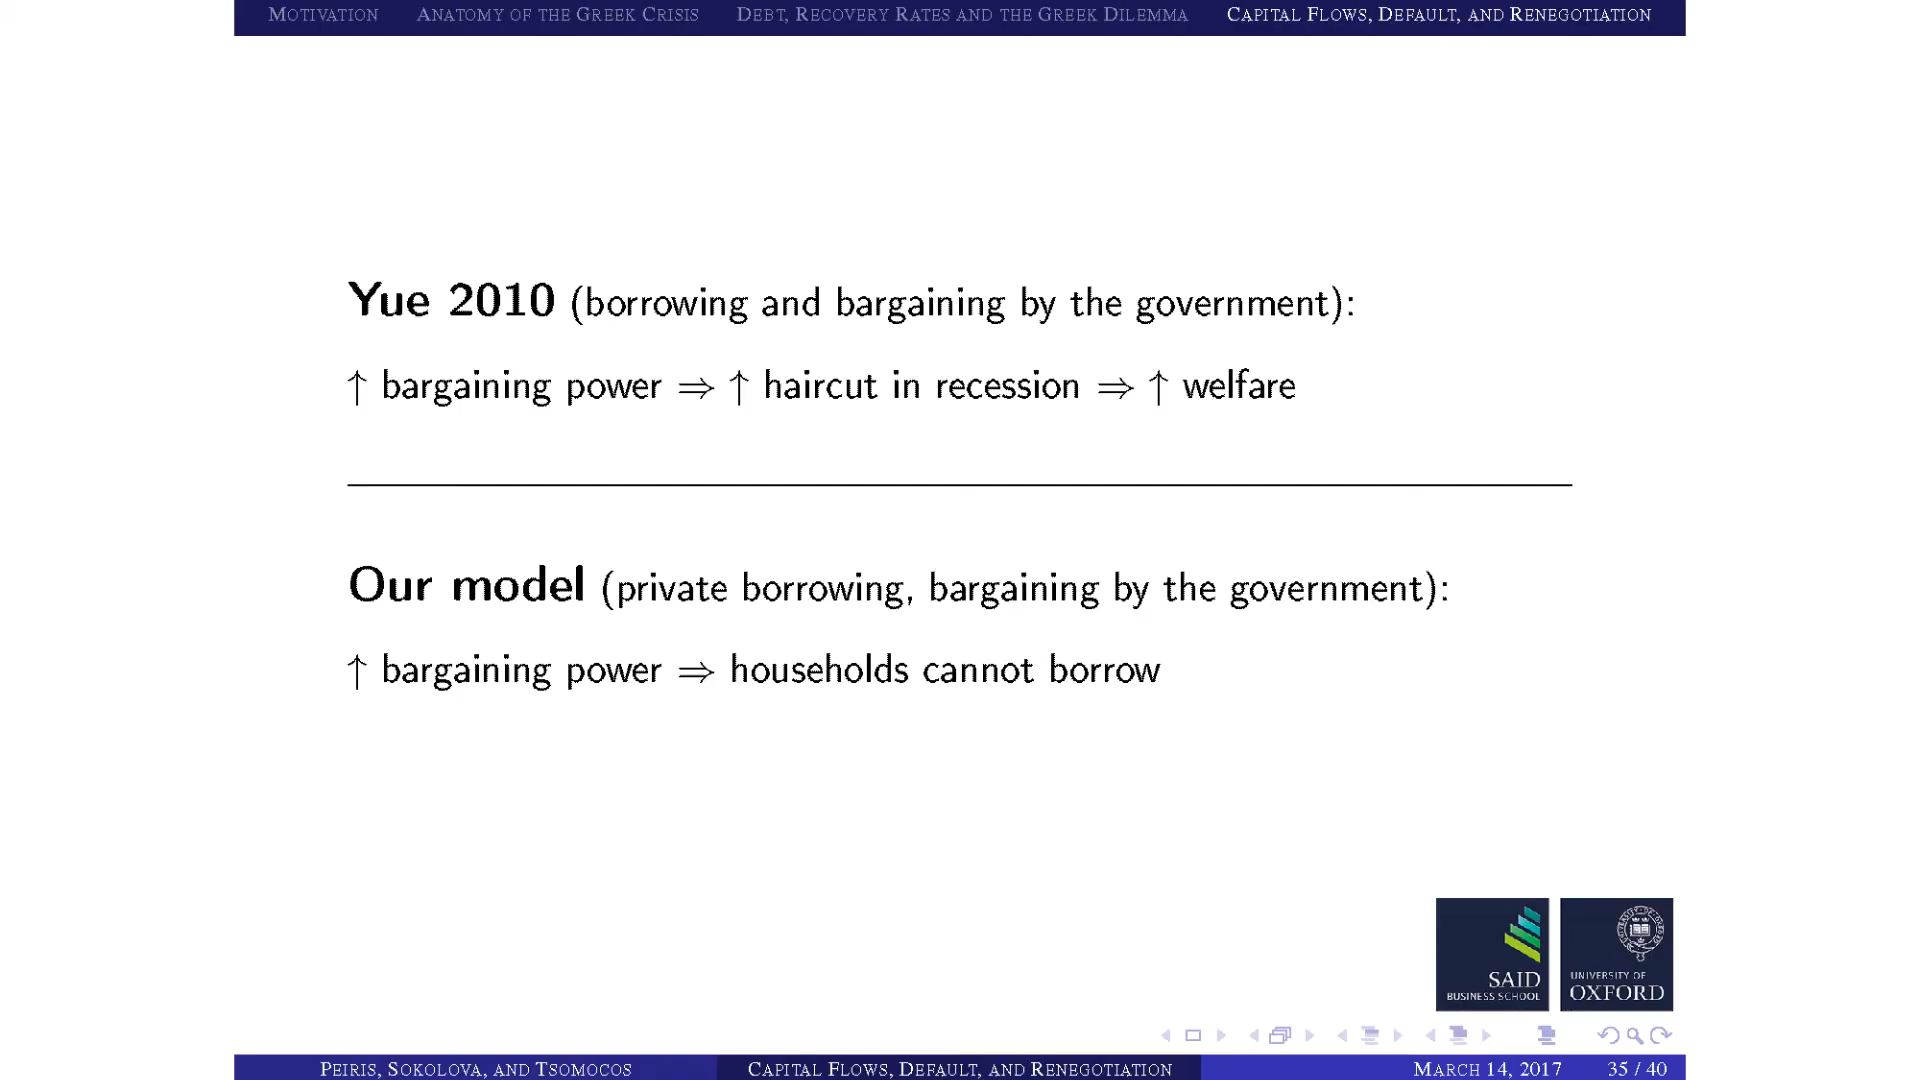 MOTIVATION ANATOMY OF THE GREEK CRISIS DEBT, RECOVERY RATES AND THE GREEK DILEMMA CAPITAL FLOWS, DEFAULT, AND RENEGOTIATION
Yue 2010 (borrowing and bargaining by the government):
↑ bargaining power ⇒ ↑ haircut in recession ⇒ ↑ welfare
Our model (private borrowing, bargaining by the government):
↑ bargaining power ⇒ households cannot borrow
SAID
BUSINESS SCHOOL
UNIVERSITY OF
OXFORD
PEIRIS, SOKOLOVA, AND TSOMOCOS CAPITAL FLOWS, DEFAULT, AND RENEGOTIATION MARCH 14, 2017 35 / 40